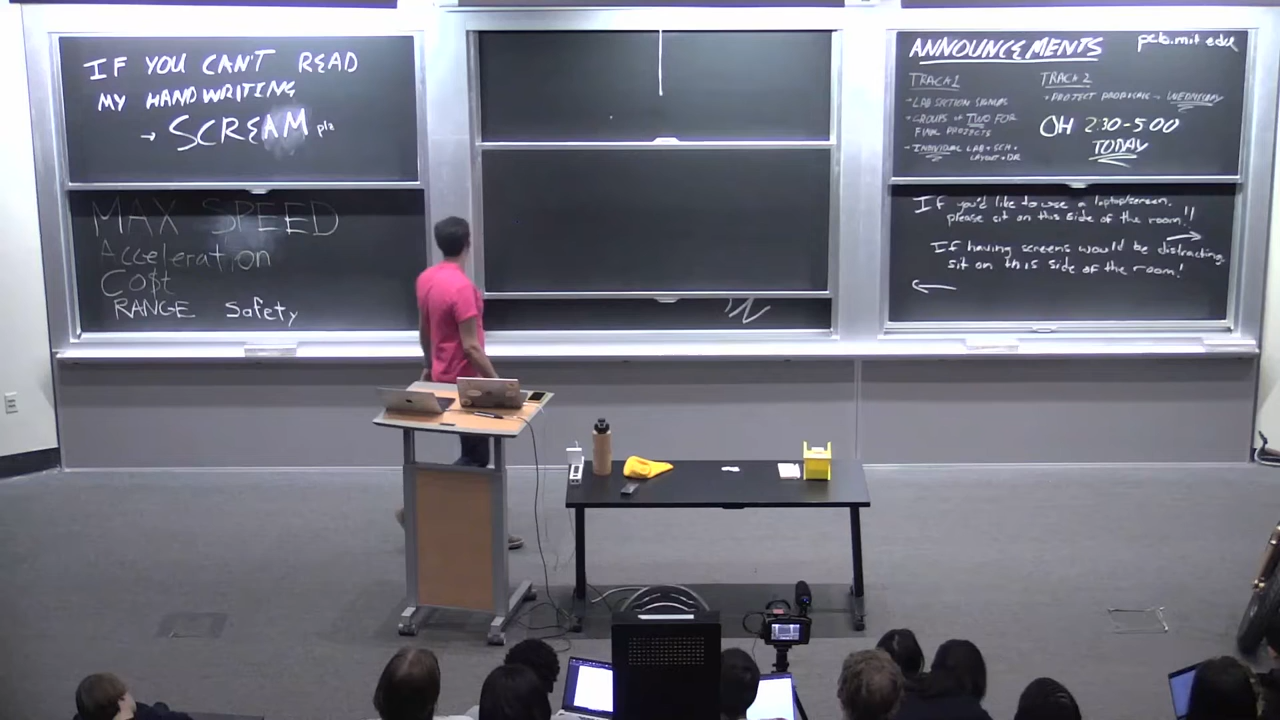 IF YOU CAN'T READ
MY HANDWRITING
→ SCREAM plz
MAX SPEED
Acceleration
Co$t
RANGE Safety
ANNOUNCEMENTS
pcb.mit.edu
TRACK 1
- LAB SECTION SIGNUPS
- GROUPS OF TWO FOR
FINAL PROJECTS
- INDIVIDUAL LAB + SCH +
LAYOUT + DR
TRACK 2
PROJECT PROPOSALS → WEDNESDAY
OH 2:30-5:00
TODAY
If you'd like to use a laptop/screen,
please sit on this side of the room!!
→
If having screens would be distracting,
sit on this side of the room!
←